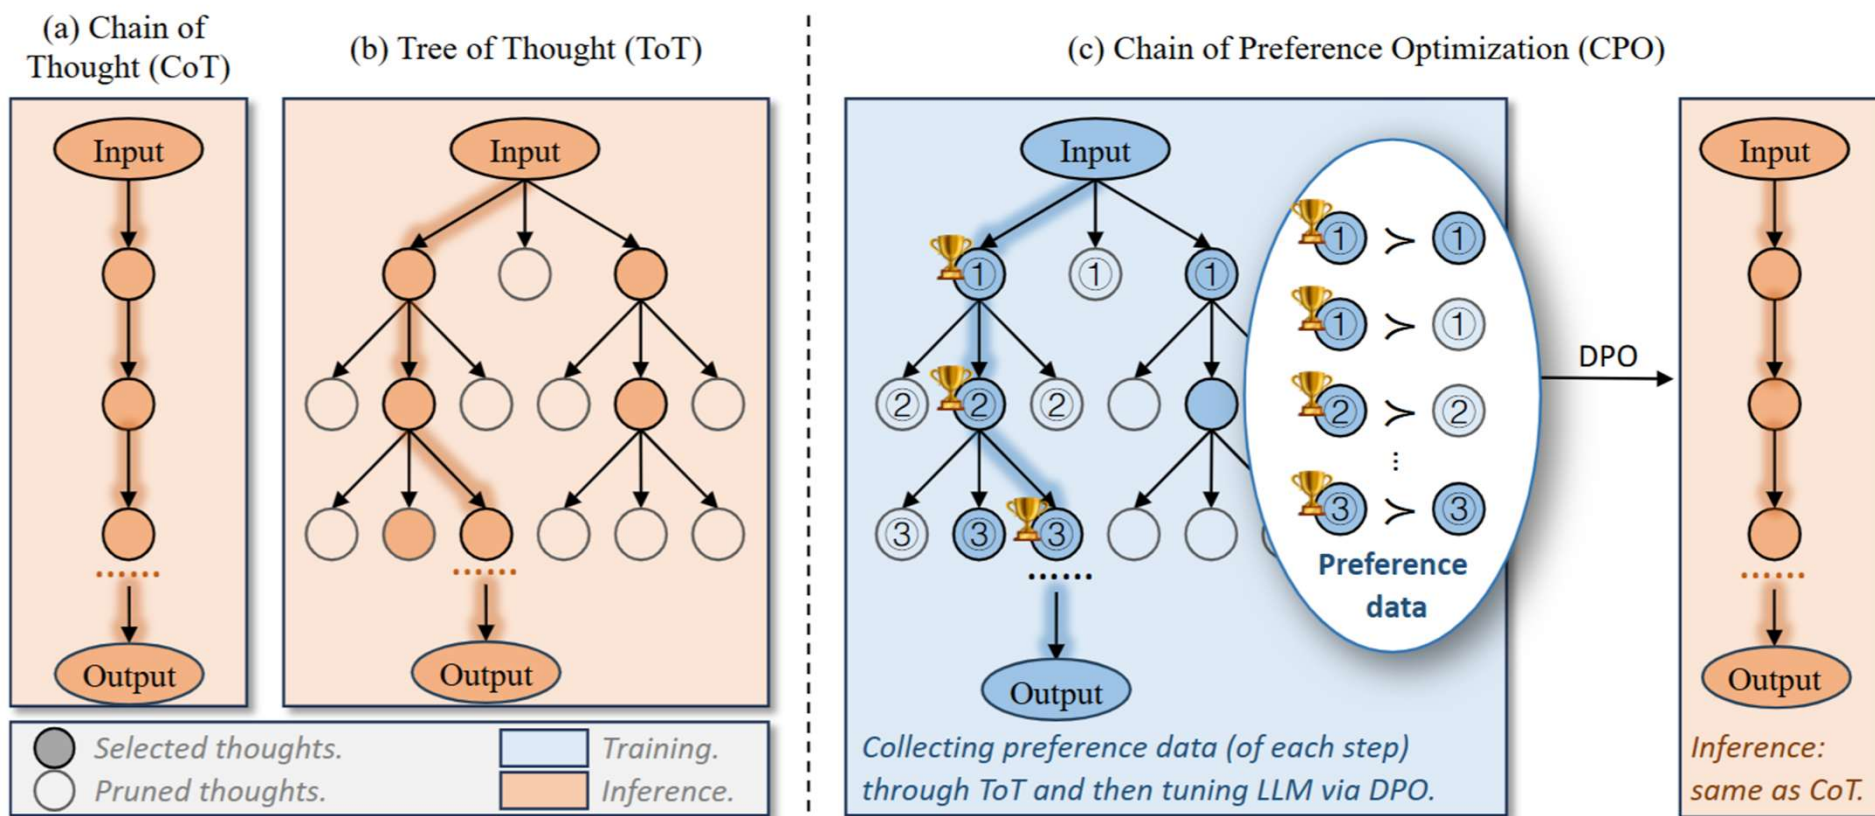 (a) Chain of
Thought (CoT)
(b) Tree of Thought (ToT)
(c) Chain of Preference Optimization (CPO)
Input
Output
Input
Output
Input
1
1
1
2
2
2
3
3
3
......
Output
1 ≻ 1
1 ≻ 1
2 ≻ 2
⋮
3 ≻ 3
Preference
data
Collecting preference data (of each step)
through ToT and then tuning LLM via DPO.
DPO
Input
Output
Inference:
same as CoT.
Selected thoughts.
Pruned thoughts.
Training.
Inference.